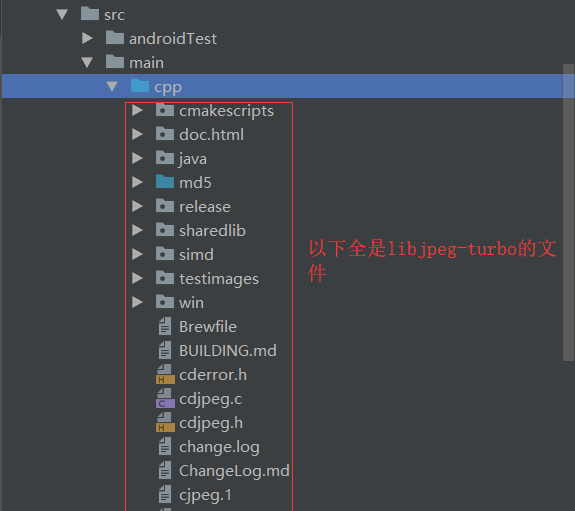 src
androidTest
main
cpp
cmakescripts
doc.html
java
md5
release
sharedlib
simd
testimages
win
Brewfile
BUILDING.md
H
cderror.h
C
cdjpeg.c
H
cdjpeg.h
change.log
ChangeLog.md
cjpeg.1
以下全是libjpeg-turbo的文
件